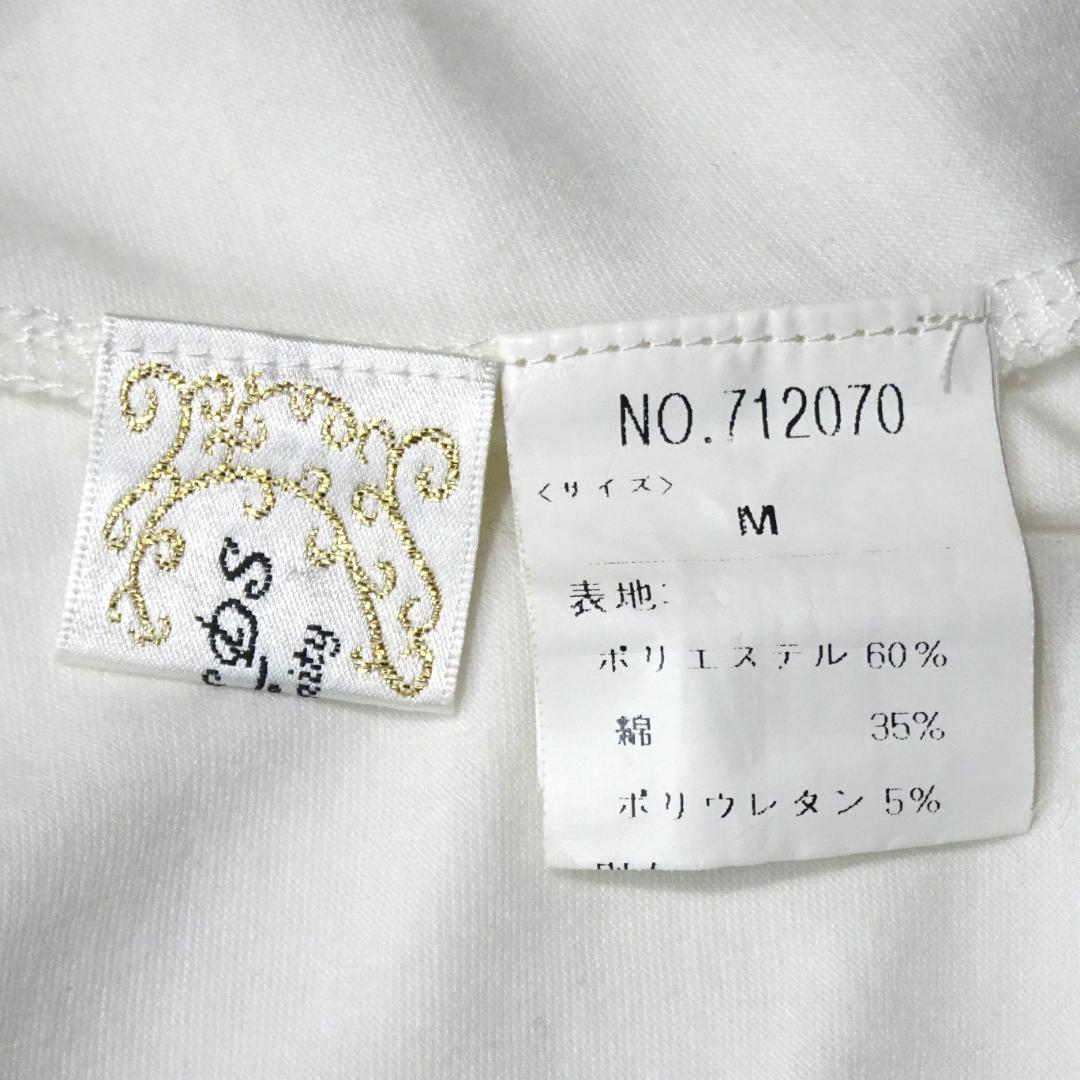 NO.712070
<サイズ>
M
表地:
ポリエステル 60%
綿 35%
ポリウレタン 5%